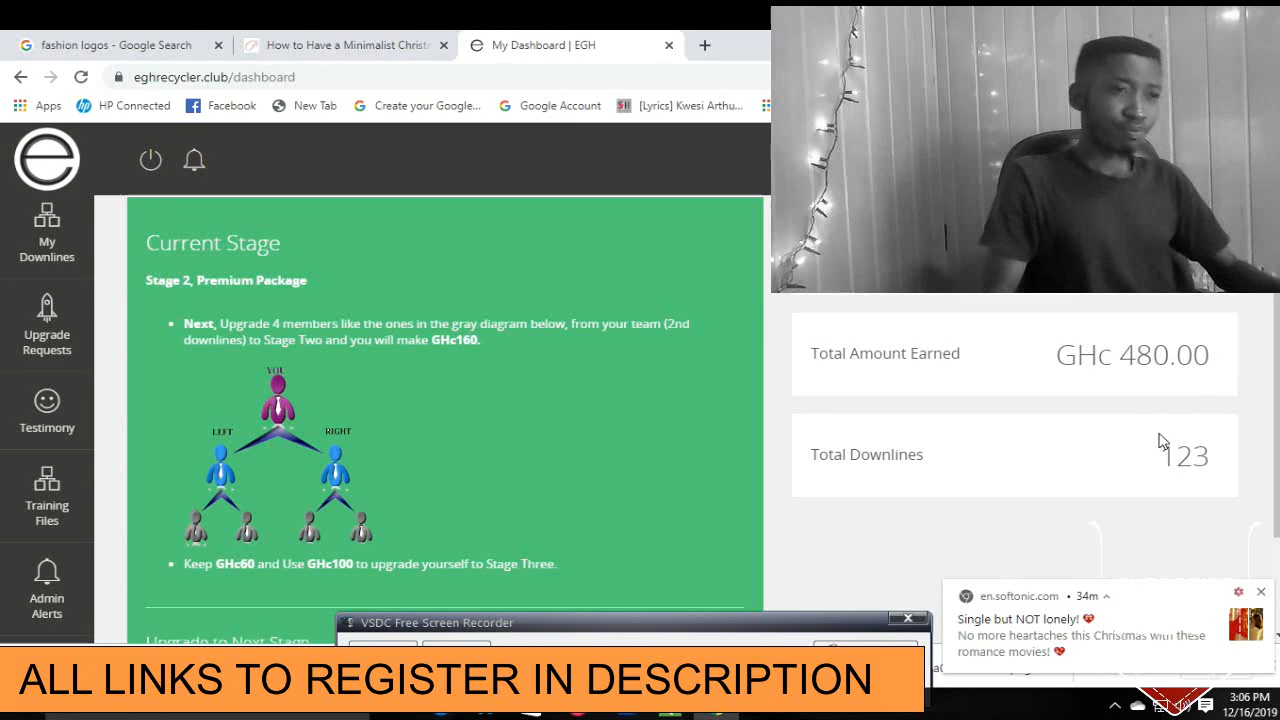 fashion logos - Google Search
How to Have a Minimalist Christ
My Dashboard | EGH
eghrecycler.club/dashboard
Apps
HP Connected
Facebook
New Tab
Create your Google...
Google Account
[Lyrics] Kwesi Arthu...
My
Downlines
Upgrade
Requests
Testimony
Training
Files
Admin
Alerts
Current Stage
Stage 2, Premium Package
Next, Upgrade 4 members like the ones in the gray diagram below, from your team (2nd
downlines) to Stage Two and you will make GHc160.
YOU
LEFT
RIGHT
Keep GHc60 and Use GHc100 to upgrade yourself to Stage Three.
Upgrade to Next Stage
Total Amount Earned
GHc 480.00
Total Downlines
123
VSDC Free Screen Recorder
en.softonic.com • 34m
Single but NOT lonely!
No more heartaches this Christmas with these
romance movies!
ALL LINKS TO REGISTER IN DESCRIPTION
3:06 PM
12/16/2019